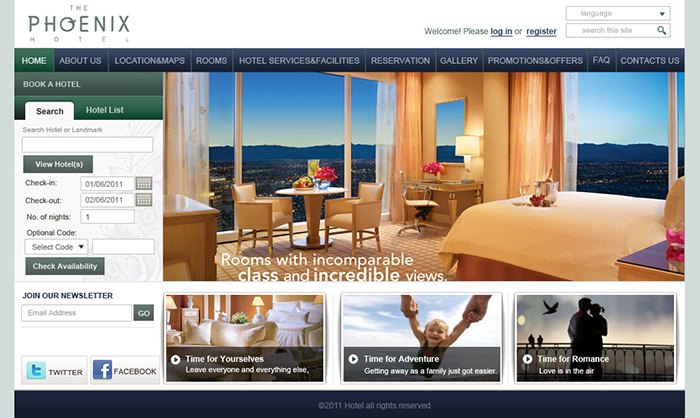 THE
PHOENIX
HOTEL
language
Welcome! Please log in or register
search this site
HOME ABOUT US LOCATION&MAPS ROOMS HOTEL SERVICES&FACILITIES RESERVATION GALLERY PROMOTIONS&OFFERS FAQ CONTACTS US
BOOK A HOTEL
Search Hotel List
Search Hotel or Landmark
View Hotel(s)
Check-in: 01/06/2011
Check-out: 02/06/2011
No. of nights: 1
Optional Code:
Select Code
Check Availability
Rooms with incomparable
class and incredible views.
JOIN OUR NEWSLETTER
Email Address GO
TWITTER
f FACEBOOK
Time for Yourselves
Leave everyone and everything else,
Time for Adventure
Getting away as a family just got easier.
Time for Romance
Love is in the air
©2011 Hotel all rights reserved